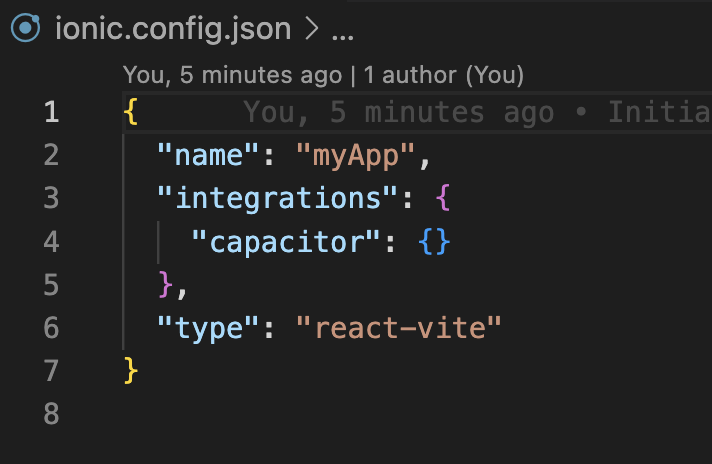 ionic.config.json > ...
You, 5 minutes ago | 1 author (You)
1 { You, 5 minutes ago • Initia
2 "name": "myApp",
3 "integrations": {
4 "capacitor": {}
5 },
6 "type": "react-vite"
7 }
8